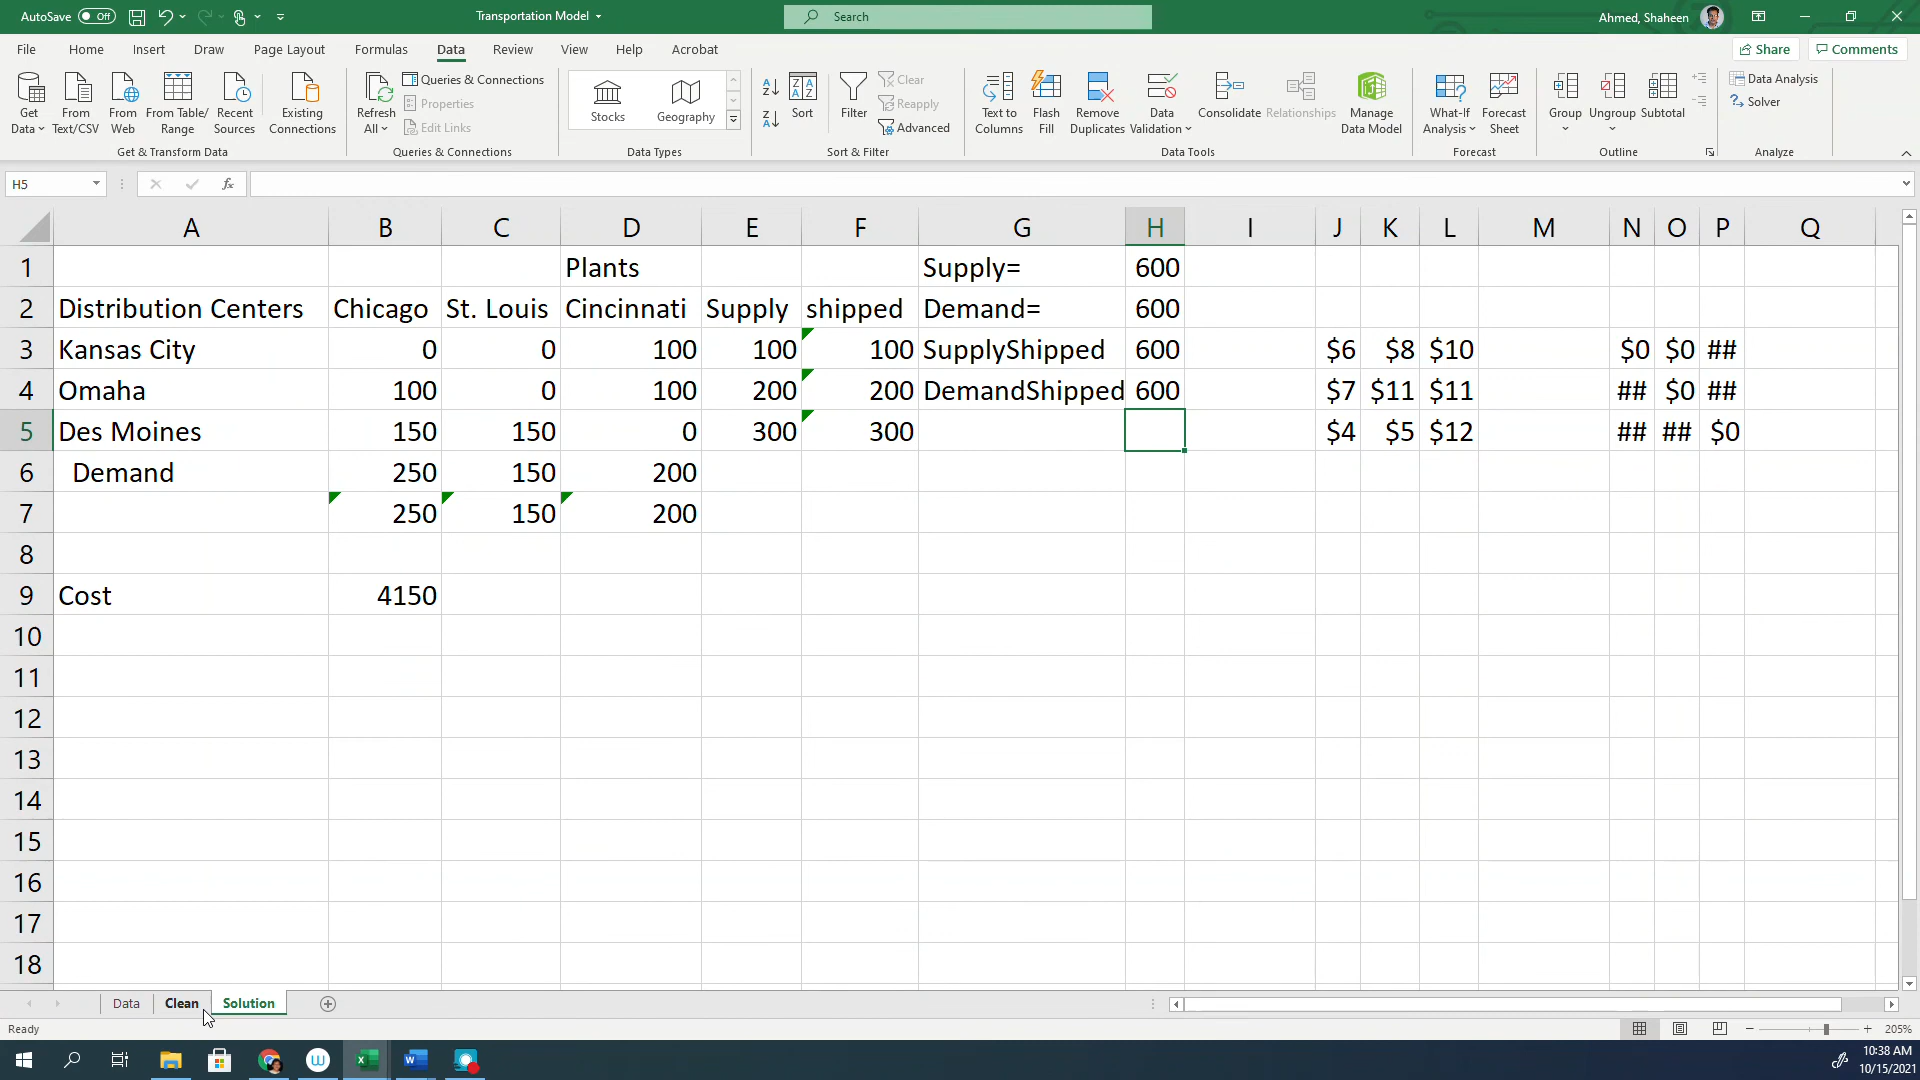 AutoSave Off Transportation Model Search Ahmed, Shaheen
File Home Insert Draw Page Layout Formulas Data Review View Help Acrobat Share Comments
Get Data From Text/CSV From Web From Table/ Range Recent Sources Existing Connections Refresh All Queries & Connections Properties Edit Links Stocks Geography Sort Filter Clear Reapply Advanced Text to Columns Flash Fill Remove Duplicates Data Validation Consolidate Relationships Manage Data Model What-If Analysis Forecast Sheet Group Ungroup Subtotal Data Analysis Solver
Get & Transform Data Queries & Connections Data Types Sort & Filter Data Tools Forecast Outline Analyze
H5 fx
A B C D E F G H I J K L M N O P Q
1 Plants Supply= 600
2 Distribution Centers Chicago St. Louis Cincinnati Supply shipped Demand= 600
3 Kansas City 0 0 100 100 100 SupplyShipped 600 $6 $8 $10 $0 $0 ##
4 Omaha 100 0 100 200 200 DemandShipped 600 $7 $11 $11 ## $0 ##
5 Des Moines 150 150 0 300 300 $4 $5 $12 ## ## $0
6 Demand 250 150 200
7 250 150 200
8
9 Cost 4150
10
11
12
13
14
15
16
17
18
Data Clean Solution
Ready 205%
10:38 AM
10/15/2021